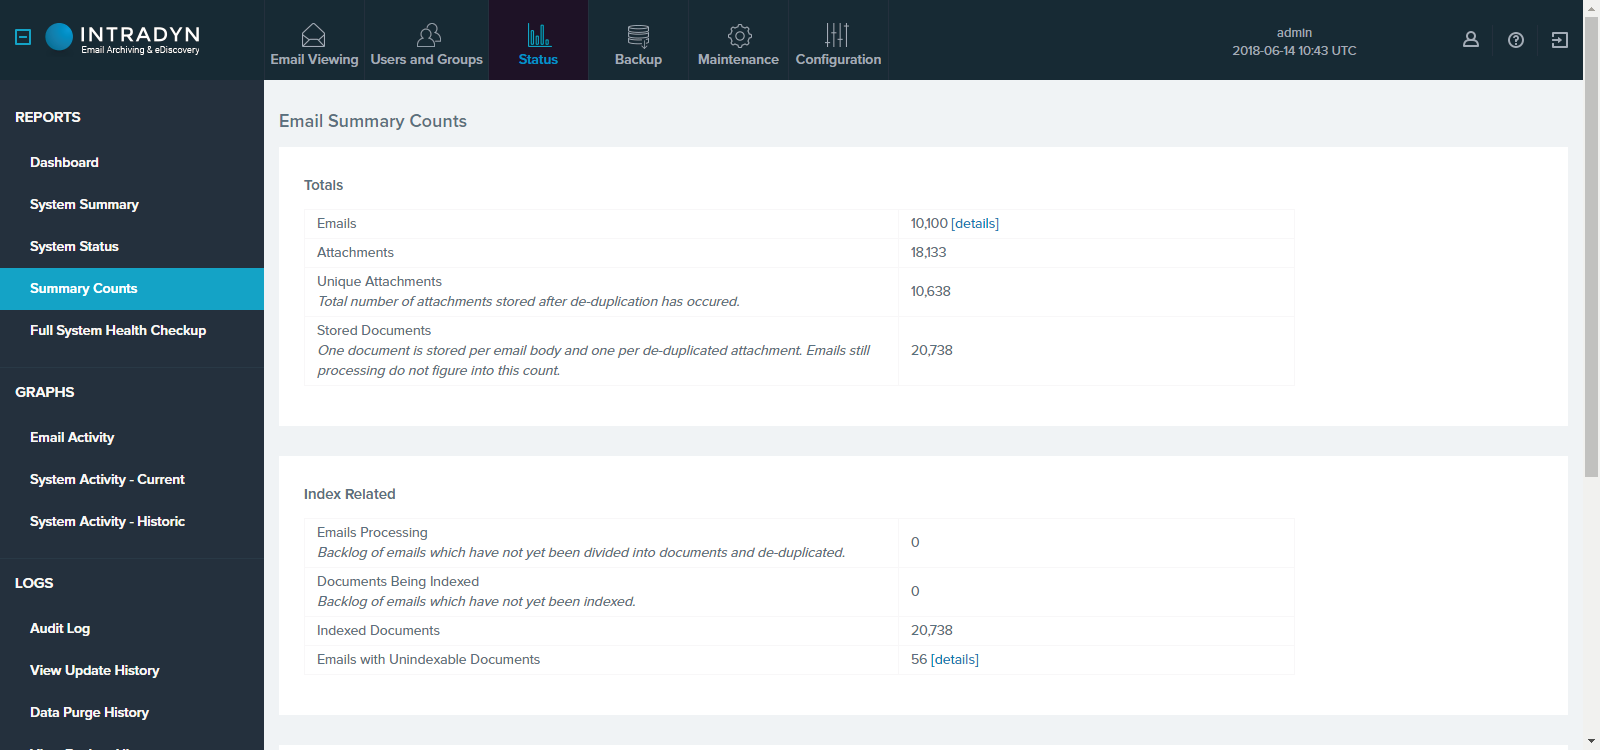 INTRADYN
Email Archiving & eDiscovery
Email Viewing
Users and Groups
Status
Backup
Maintenance
Configuration
admin
2018-06-14 10:43 UTC
REPORTS
Dashboard
System Summary
System Status
Summary Counts
Full System Health Checkup
GRAPHS
Email Activity
System Activity - Current
System Activity - Historic
LOGS
Audit Log
View Update History
Data Purge History
Email Summary Counts
Totals
Emails
10,100 [details]
Attachments
18,133
Unique Attachments
Total number of attachments stored after de-duplication has occured.
10,638
Stored Documents
One document is stored per email body and one per de-duplicated attachment. Emails still
processing do not figure into this count.
20,738
Index Related
Emails Processing
Backlog of emails which have not yet been divided into documents and de-duplicated.
0
Documents Being Indexed
Backlog of emails which have not yet been indexed.
0
Indexed Documents
20,738
Emails with Unindexable Documents
56 [details]